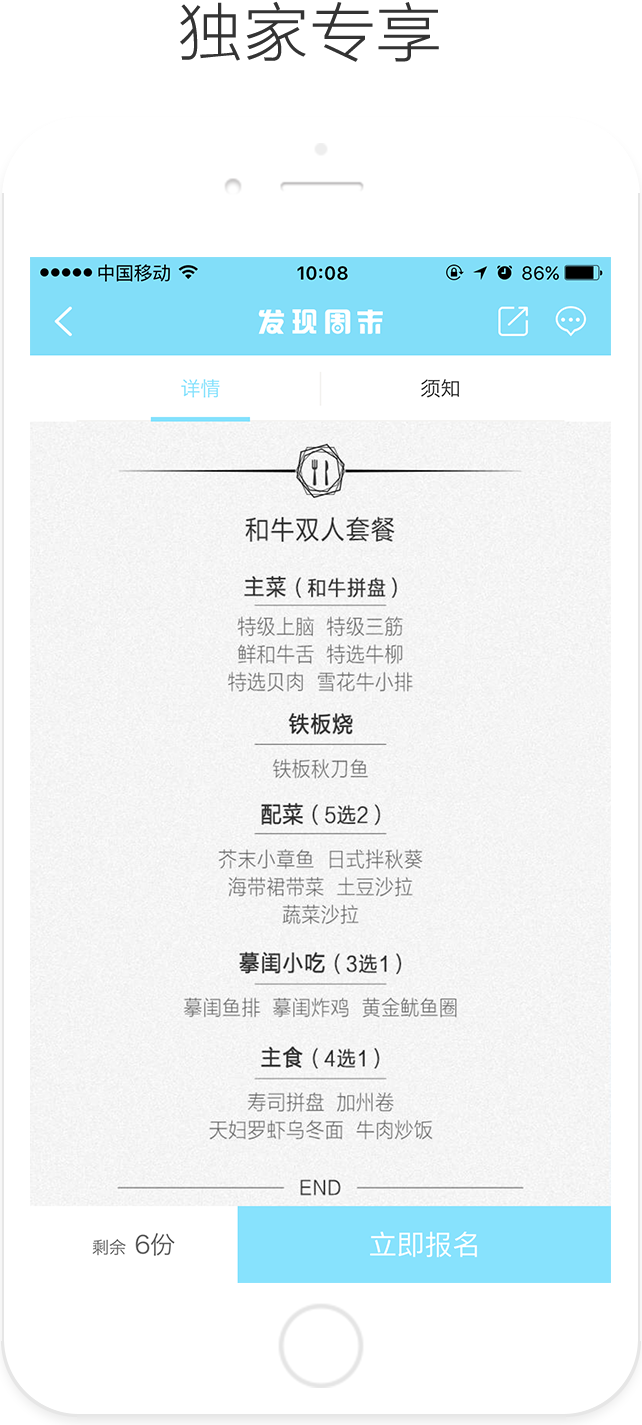 独家专享
中国移动 10:08 86%
发现周末
详情 须知
和牛双人套餐
主菜（和牛拼盘）
特级上脑 特级三筋
鲜和牛舌 特选牛柳
特选贝肉 雪花牛小排
铁板烧
铁板秋刀鱼
配菜（5选2）
芥末小章鱼 日式拌秋葵
海带裙带菜 土豆沙拉
蔬菜沙拉
摹闺小吃（3选1）
摹闺鱼排 摹闺炸鸡 黄金鱿鱼圈
主食（4选1）
寿司拼盘 加州卷
天妇罗虾乌冬面 牛肉炒饭
END
剩余 6份 立即报名